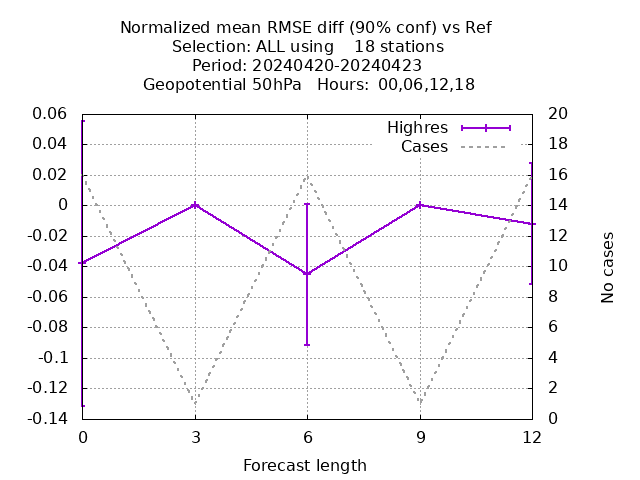 Normalized mean RMSE diff (90% conf) vs Ref
Selection: ALL using    18 stations
Period: 20240420-20240423
Geopotential 50hPa   Hours:  00,06,12,18
0.06
0.04
0.02
0
-0.02
-0.04
-0.06
-0.08
-0.1
-0.12
-0.14
Highres
Cases
20
18
16
14
12
10
8
6
4
2
0
No cases
0 3 6 9 12
Forecast length